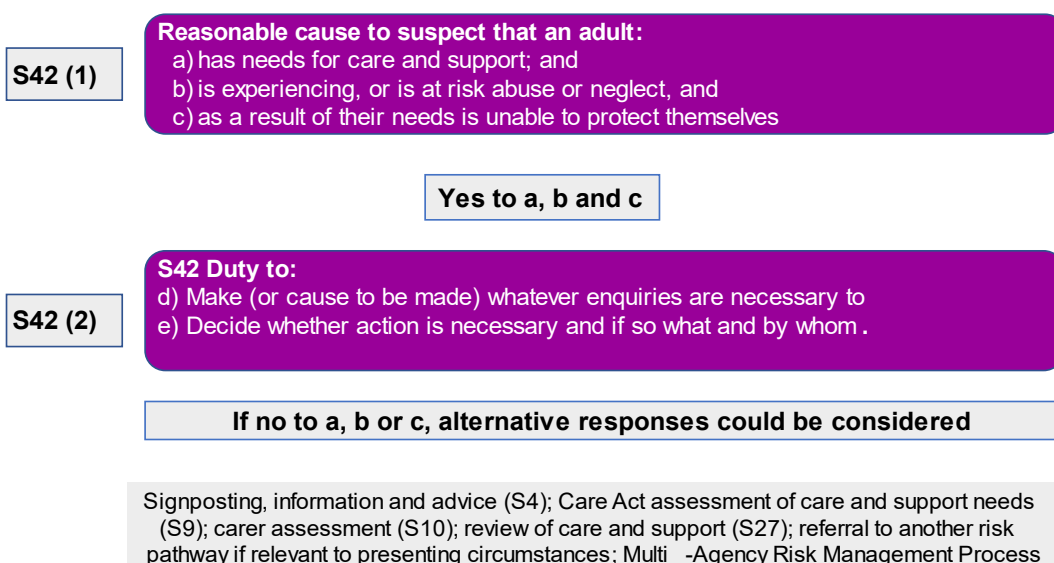 Reasonable cause to suspect that an adult:
S42 (1)
a) has needs for care and support; and
b) is experiencing, or is at risk abuse or neglect, and
c) as a result of their needs is unable to protect themselves
Yes to a, b and c
S42 Duty to:
S42 (2)
d) Make (or cause to be made) whatever enquiries are necessary to
e) Decide whether action is necessary and if so what and by whom.
If no to a, b or c, alternative responses could be considered
Signposting, information and advice (S4); Care Act assessment of care and support needs
(S9); carer assessment (S10); review of care and support (S27); referral to another risk
pathway if relevant to presenting circumstances; Multi -Agency Risk Management Process